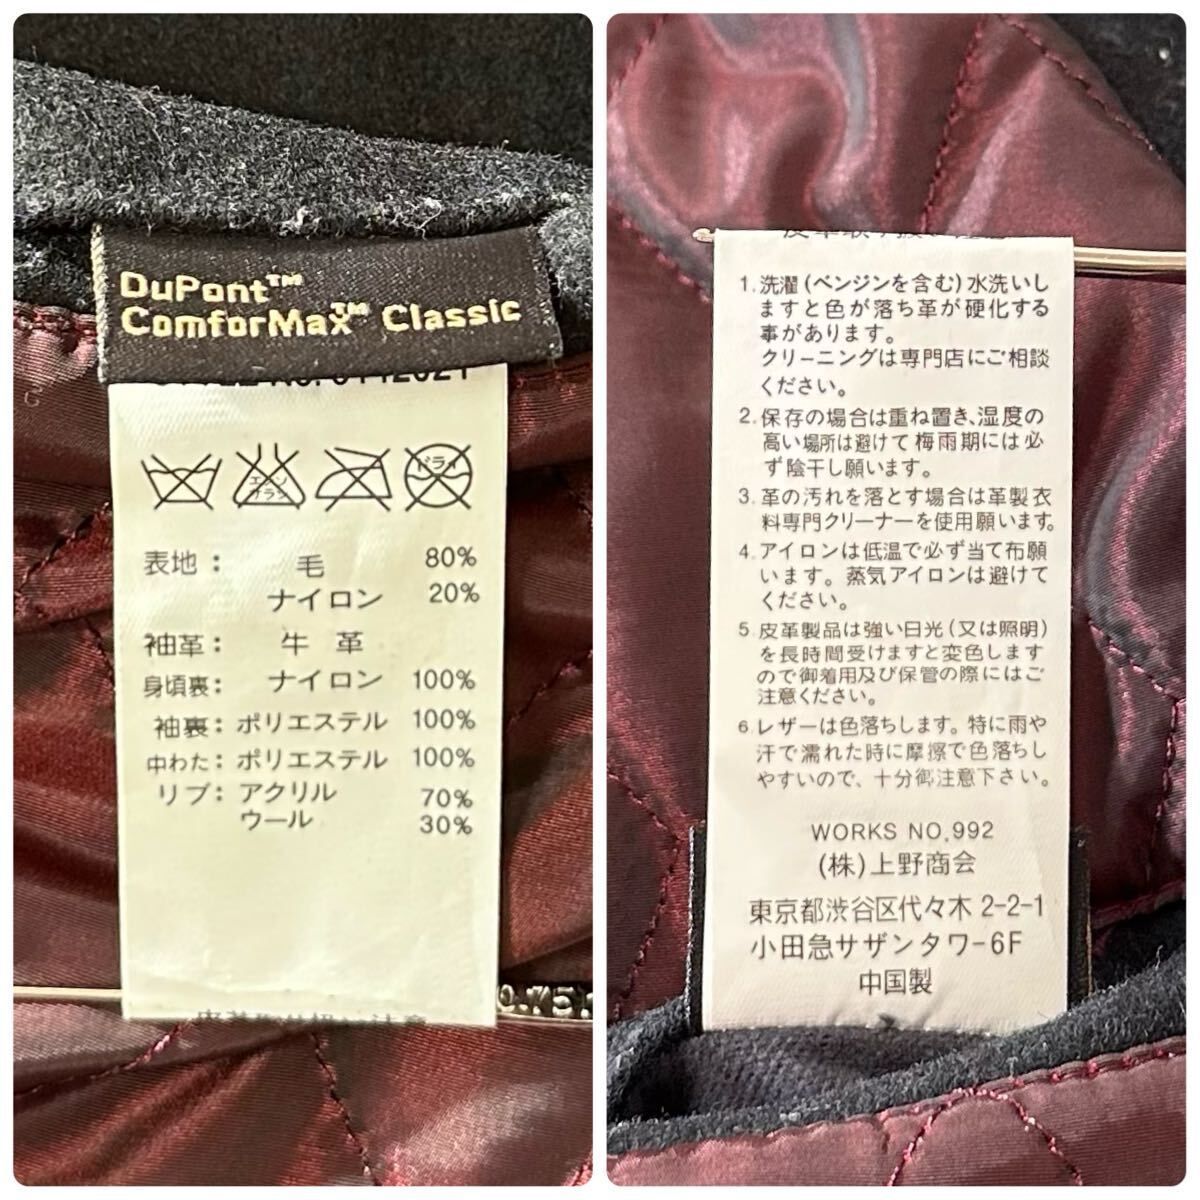 DuPont™
ComforMax™ Classic
エンソ
サラシ
ドライ
表地： 毛 80%
ナイロン 20%
袖革： 牛革
身頃裏： ナイロン 100%
袖裏： ポリエステル 100%
中わた： ポリエステル 100%
リブ： アクリル 70%
ウール 30%
0.75
1. 洗濯（ベンジンを含む）水洗いし
ますと色が落ち革が硬化する
事があります。
クリーニングは専門店にご相談
ください。
2. 保存の場合は重ね置き、湿度の
高い場所は避けて梅雨期には必
ず陰干し願います。
3. 革の汚れを落とす場合は革製衣
料専門クリーナーを使用願います。
4. アイロンは低温で必ず当て布願
います。蒸気アイロンは避けて
ください。
5. 皮革製品は強い日光（又は照明）
を長時間受けますと変色します
ので御着用及び保管の際にはご
注意ください。
6. レザーは色落ちします。特に雨や
汗で濡れた時に摩擦で色落ちし
やすいので、十分御注意下さい。
WORKS NO,992
(株)上野商会
東京都渋谷区代々木 2-2-1
小田急サザンタワー6F
中国製